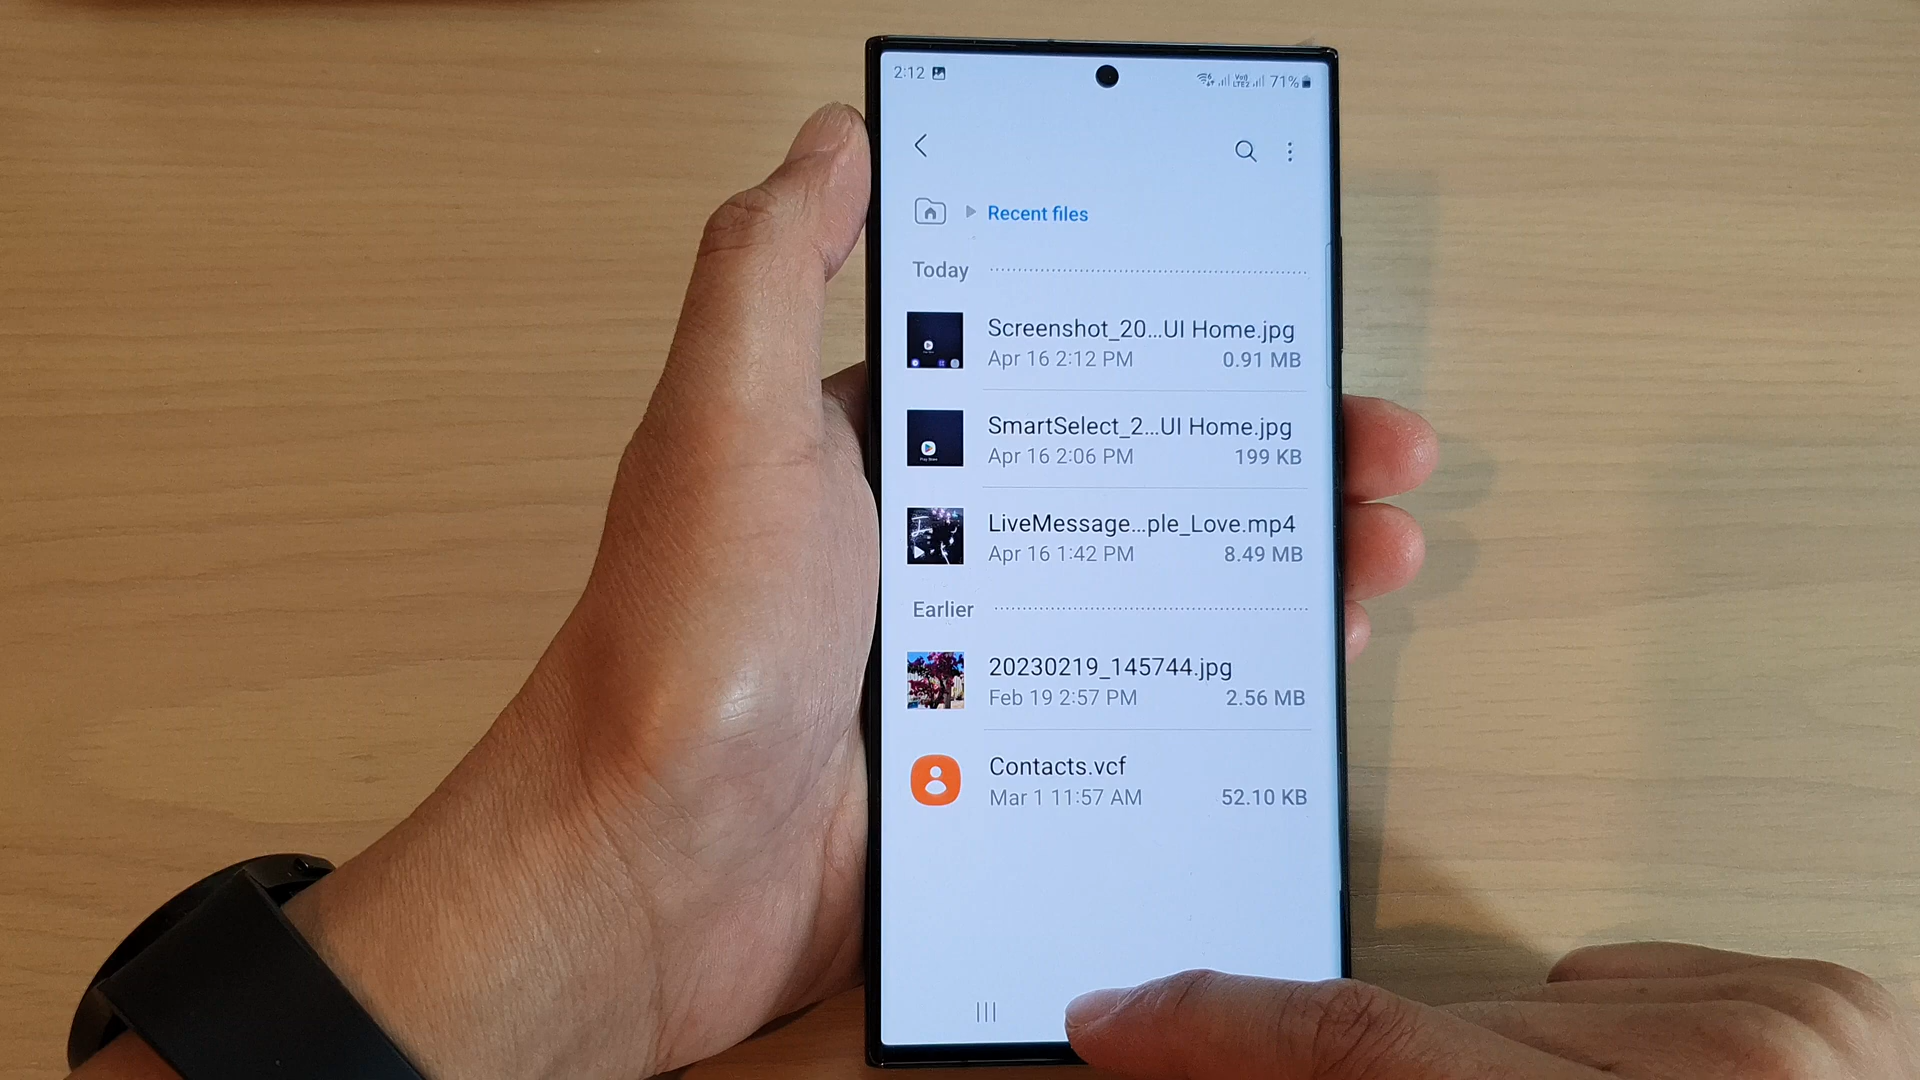 2:12
LTE2 71%
Recent files
Today
Screenshot_20...UI Home.jpg
Apr 16 2:12 PM 0.91 MB
SmartSelect_2...UI Home.jpg
Apr 16 2:06 PM 199 KB
LiveMessage...ple_Love.mp4
Apr 16 1:42 PM 8.49 MB
Earlier
20230219_145744.jpg
Feb 19 2:57 PM 2.56 MB
Contacts.vcf
Mar 1 11:57 AM 52.10 KB